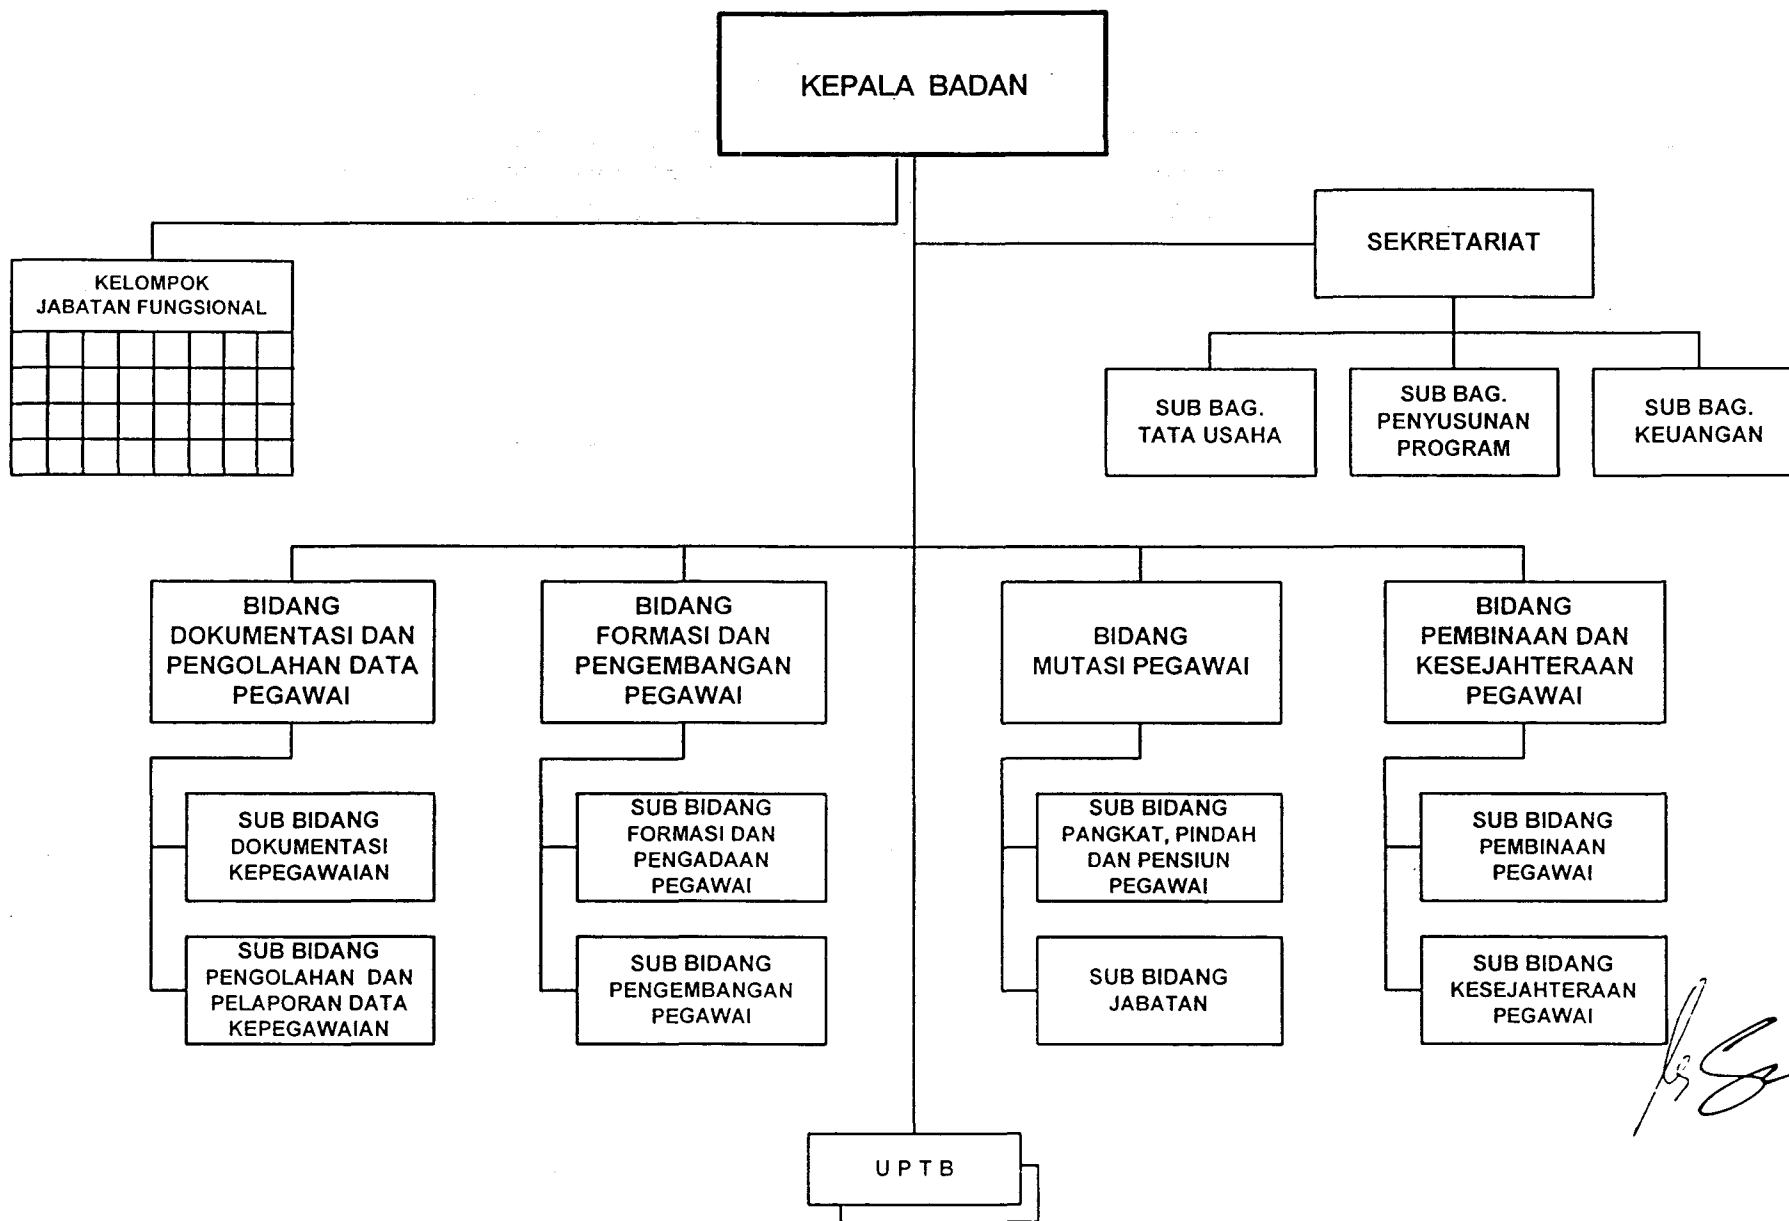 KEPALA BADAN
SEKRETARIAT
KELOMPOK
JABATAN FUNGSIONAL
SUB BAG.
TATA USAHA
SUB BAG.
PENYUSUNAN
PROGRAM
SUB BAG.
KEUANGAN
BIDANG
DOKUMENTASI DAN
PENGOLAHAN DATA
PEGAWAI
BIDANG
FORMASI DAN
PENGEMBANGAN
PEGAWAI
BIDANG
MUTASI PEGAWAI
BIDANG
PEMBINAAN DAN
KESEJAHTERAAN
PEGAWAI
SUB BIDANG
DOKUMENTASI
KEPEGAWAIAN
SUB BIDANG
FORMASI DAN
PENGADAAN
PEGAWAI
SUB BIDANG
PANGKAT, PINDAH
DAN PENSIUN
PEGAWAI
SUB BIDANG
PEMBINAAN
PEGAWAI
SUB BIDANG
PENGOLAHAN DAN
PELAPORAN DATA
KEPEGAWAIAN
SUB BIDANG
PENGEMBANGAN
PEGAWAI
SUB BIDANG
JABATAN
SUB BIDANG
KESEJAHTERAAN
PEGAWAI
U P T B